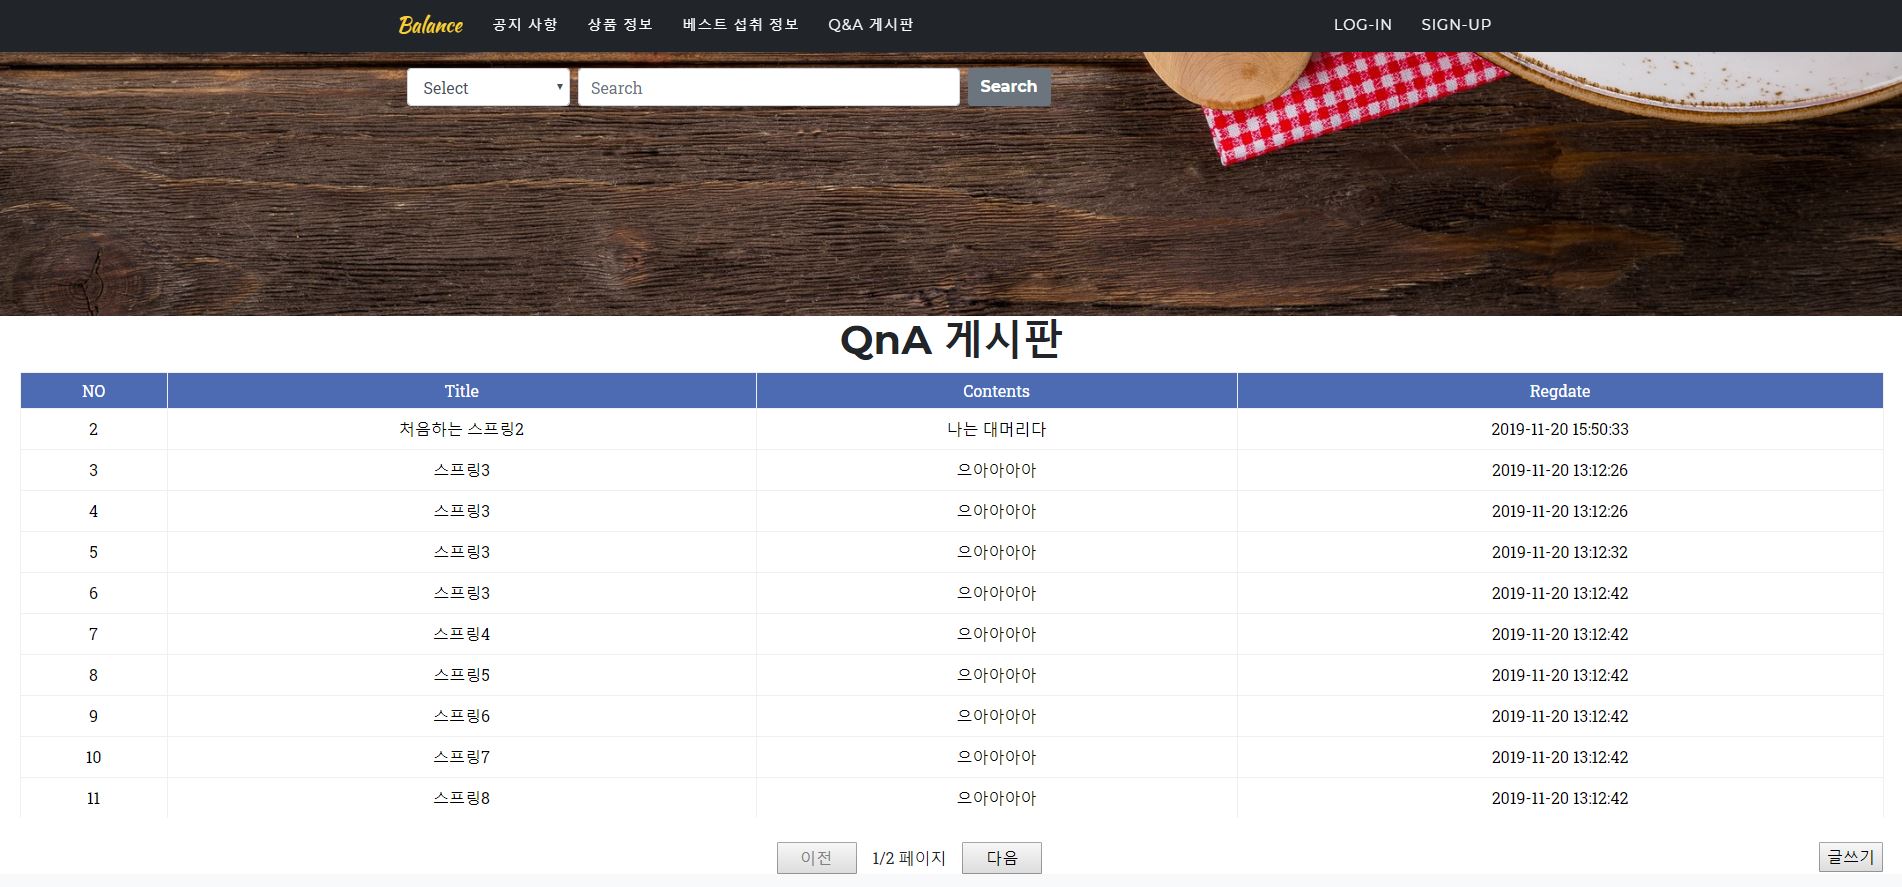 Balance 공지 사항 상품 정보 베스트 섭취 정보 Q&A 게시판 LOG-IN SIGN-UP
Select Search Search
QnA 게시판
NO Title Contents Regdate
2 처음하는 스프링2 나는 대머리다 2019-11-20 15:50:33
3 스프링3 으아아아아 2019-11-20 13:12:26
4 스프링3 으아아아아 2019-11-20 13:12:26
5 스프링3 으아아아아 2019-11-20 13:12:32
6 스프링3 으아아아아 2019-11-20 13:12:42
7 스프링4 으아아아아 2019-11-20 13:12:42
8 스프링5 으아아아아 2019-11-20 13:12:42
9 스프링6 으아아아아 2019-11-20 13:12:42
10 스프링7 으아아아아 2019-11-20 13:12:42
11 스프링8 으아아아아 2019-11-20 13:12:42
이전 1/2 페이지 다음 글쓰기